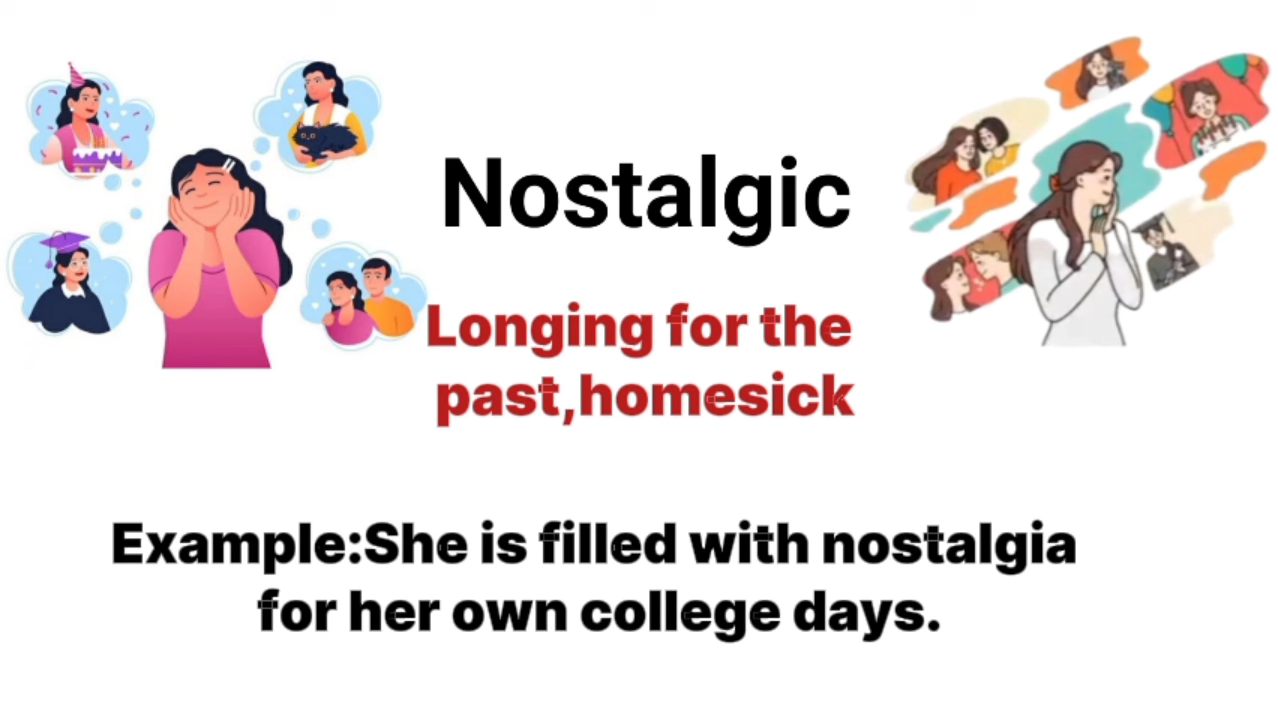 Nostalgic
Longing for the
past,homesick
Example:She is filled with nostalgia
for her own college days.